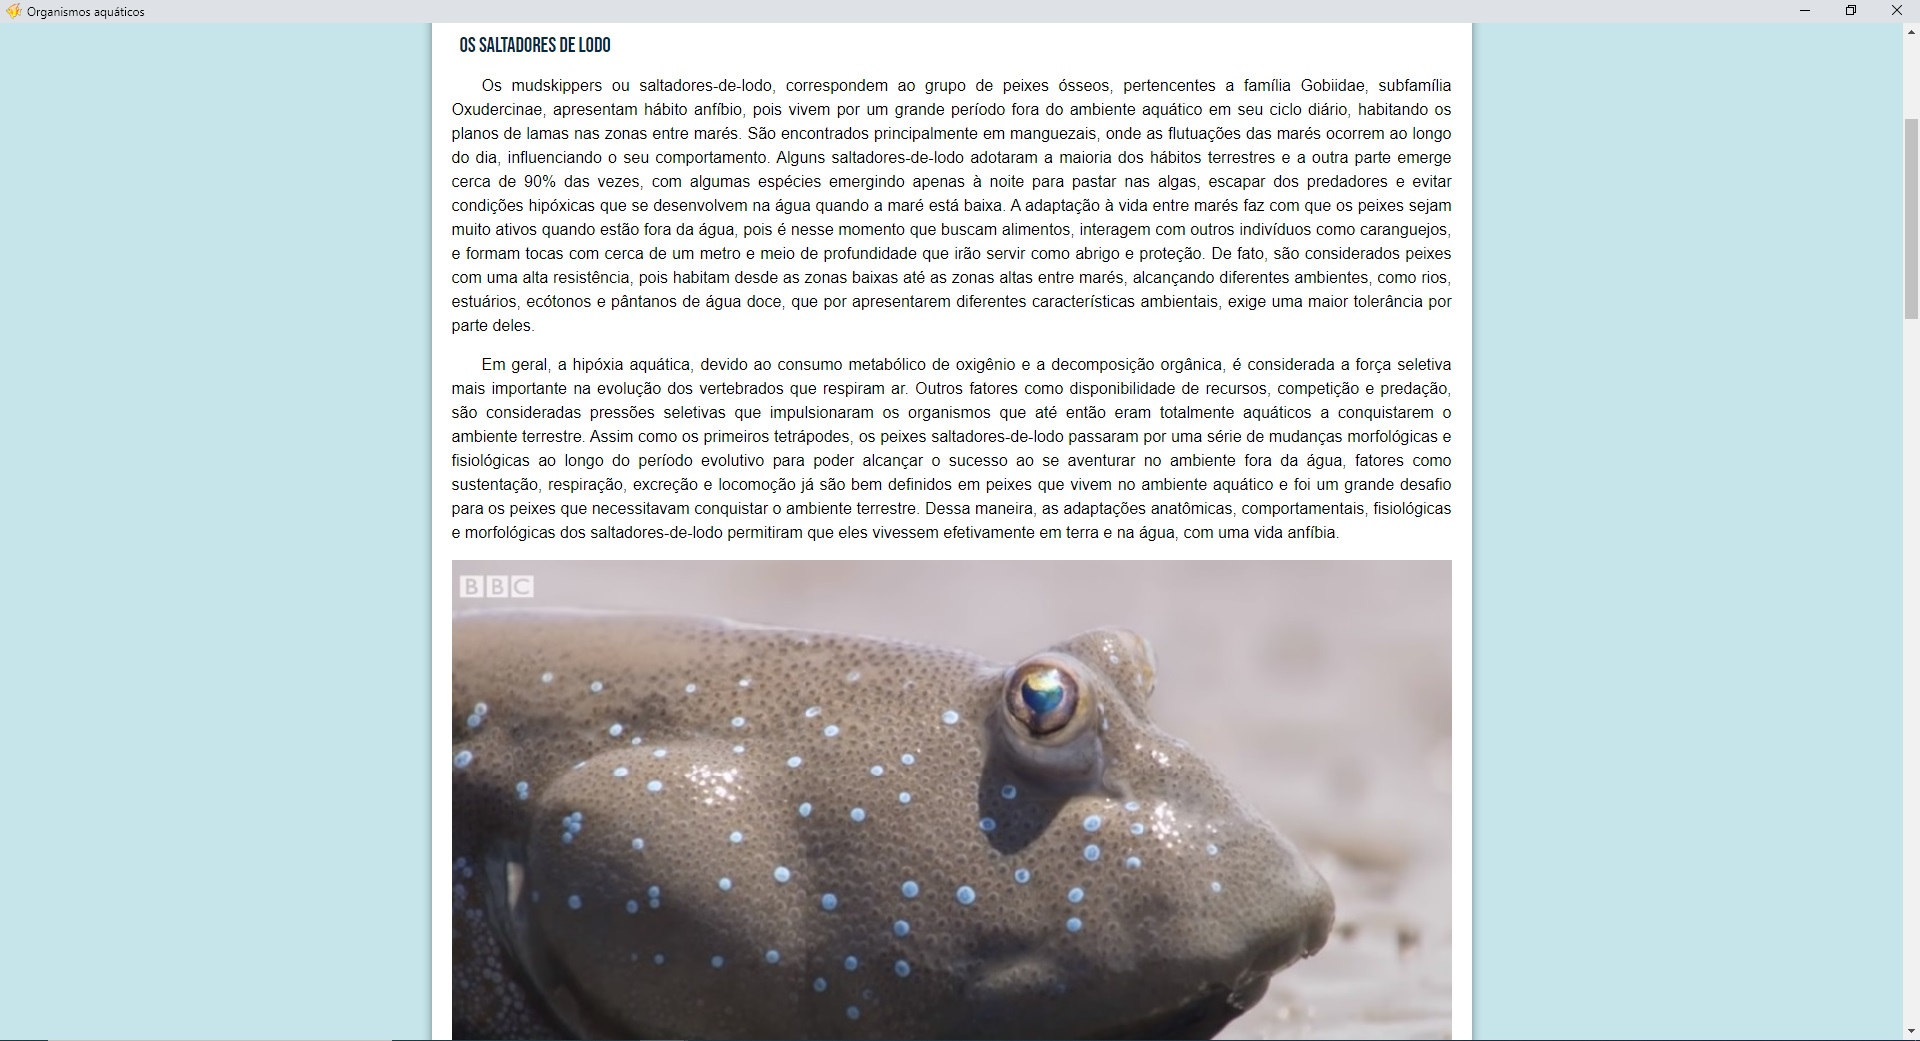 Organismos aquáticos
OS SALTADORES DE LODO
Os mudskippers ou saltadores-de-lodo, correspondem ao grupo de peixes ósseos, pertencentes a família Gobiidae, subfamília
Oxudercinae, apresentam hábito anfíbio, pois vivem por um grande período fora do ambiente aquático em seu ciclo diário, habitando os
planos de lamas nas zonas entre marés. São encontrados principalmente em manguezais, onde as flutuações das marés ocorrem ao longo
do dia, influenciando o seu comportamento. Alguns saltadores-de-lodo adotaram a maioria dos hábitos terrestres e a outra parte emerge
cerca de 90% das vezes, com algumas espécies emergindo apenas à noite para pastar nas algas, escapar dos predadores e evitar
condições hipóxicas que se desenvolvem na água quando a maré está baixa. A adaptação à vida entre marés faz com que os peixes sejam
muito ativos quando estão fora da água, pois é nesse momento que buscam alimentos, interagem com outros indivíduos como caranguejos,
e formam tocas com cerca de um metro e meio de profundidade que irão servir como abrigo e proteção. De fato, são considerados peixes
com uma alta resistência, pois habitam desde as zonas baixas até as zonas altas entre marés, alcançando diferentes ambientes, como rios,
estuários, ecótonos e pântanos de água doce, que por apresentarem diferentes características ambientais, exige uma maior tolerância por
parte deles.
Em geral, a hipóxia aquática, devido ao consumo metabólico de oxigênio e a decomposição orgânica, é considerada a força seletiva
mais importante na evolução dos vertebrados que respiram ar. Outros fatores como disponibilidade de recursos, competição e predação,
são consideradas pressões seletivas que impulsionaram os organismos que até então eram totalmente aquáticos a conquistarem o
ambiente terrestre. Assim como os primeiros tetrápodes, os peixes saltadores-de-lodo passaram por uma série de mudanças morfológicas e
fisiológicas ao longo do período evolutivo para poder alcançar o sucesso ao se aventurar no ambiente fora da água, fatores como
sustentação, respiração, excreção e locomoção já são bem definidos em peixes que vivem no ambiente aquático e foi um grande desafio
para os peixes que necessitavam conquistar o ambiente terrestre. Dessa maneira, as adaptações anatômicas, comportamentais, fisiológicas
e morfológicas dos saltadores-de-lodo permitiram que eles vivessem efetivamente em terra e na água, com uma vida anfíbia.
BBC